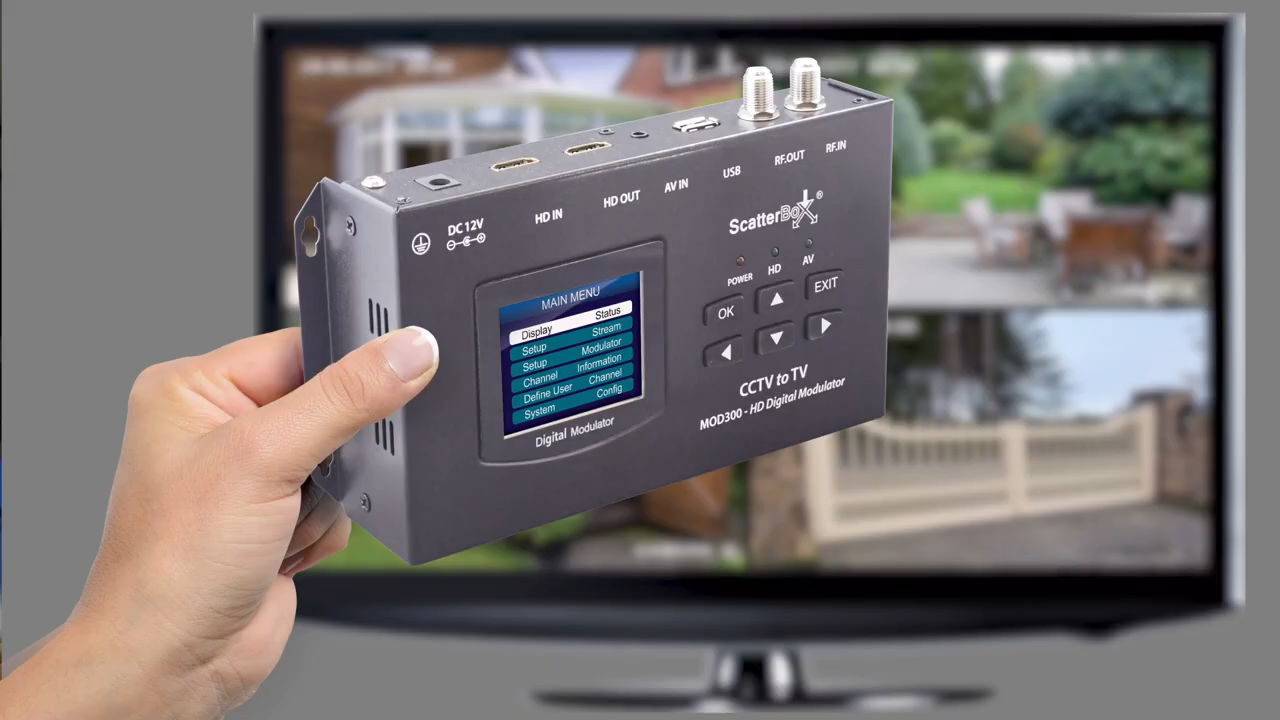 DC 12V
HD IN
HD OUT
AV IN
USB
RF.OUT
RF.IN
ScatterBox®
POWER
HD
AV
OK
EXIT
MAIN MENU
Display Status
Setup Stream
Setup Modulator
Channel Information
Define User Channel
System Config
Digital Modulator
CCTV to TV
MOD300 - HD Digital Modulator